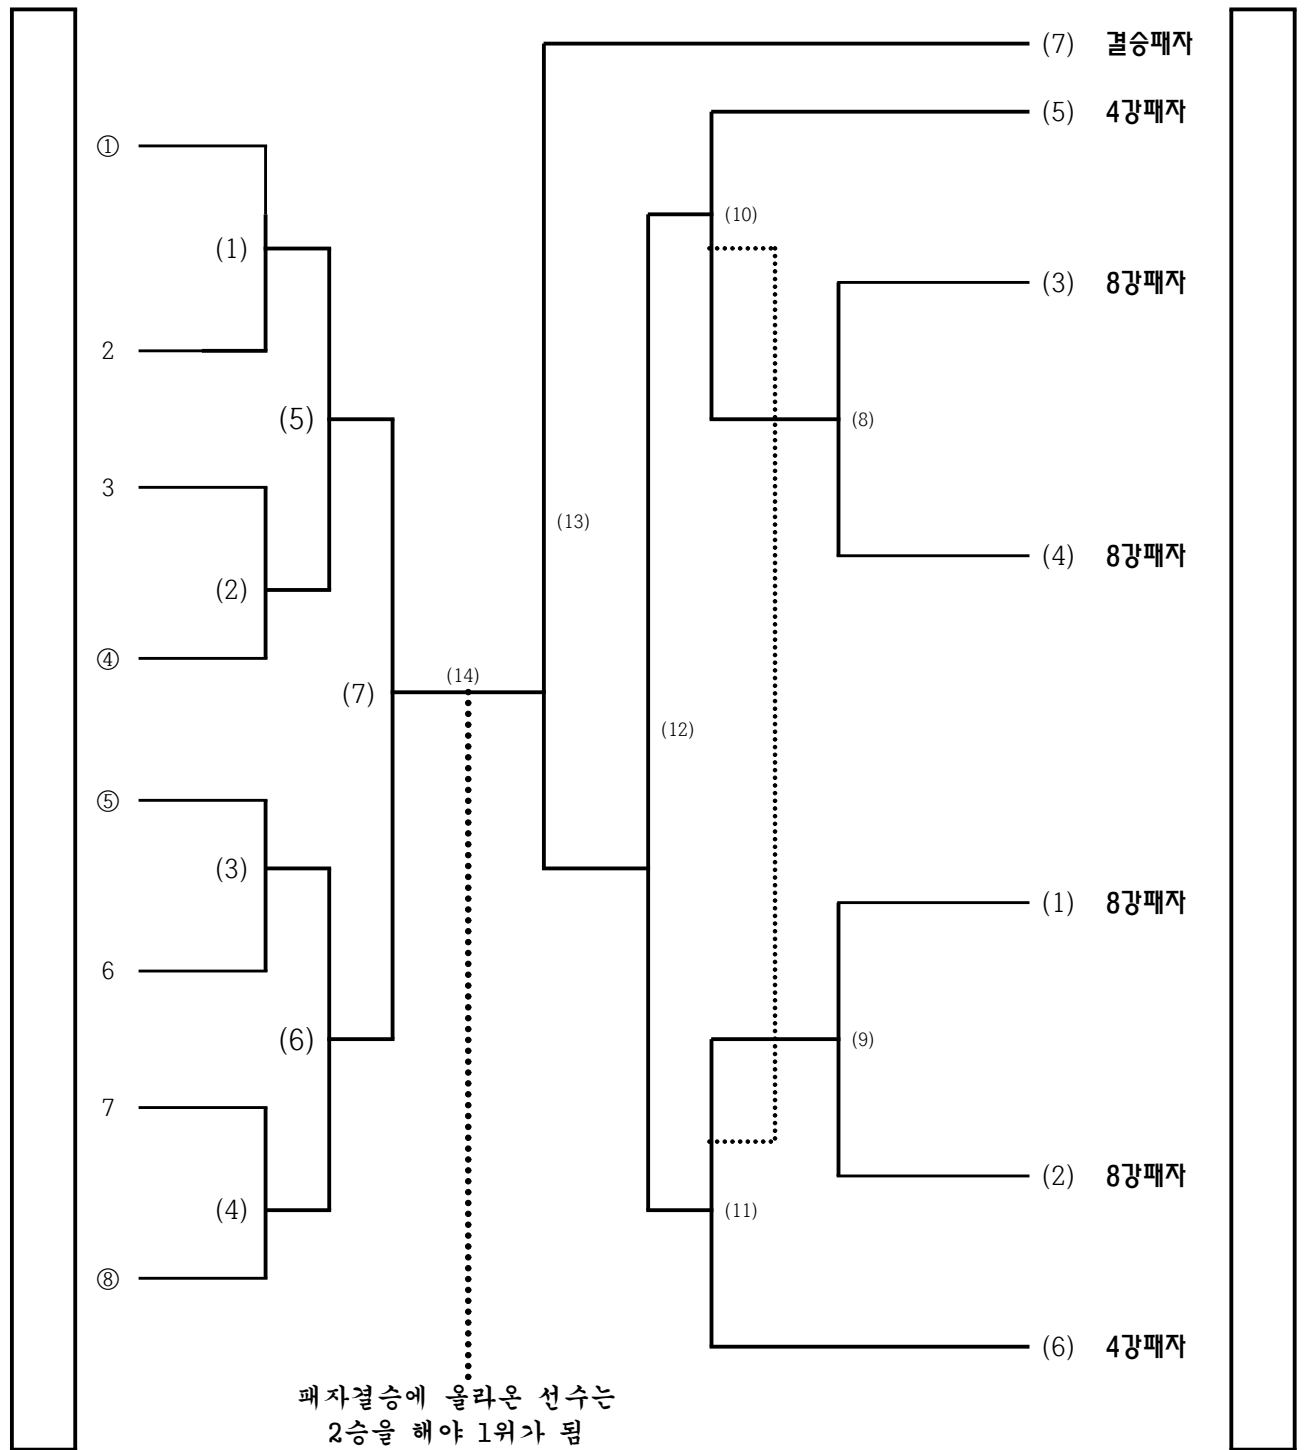 (7) 결승패자
(5) 4강패자
①
(10)
(1)
(3) 8강패자
2
(5)
(8)
3
(13)
(4) 8강패자
(2)
④
(14)
(7)
(12)
⑤
(3)
(1) 8강패자
6
(6)
(9)
7
(2) 8강패자
(4)
(11)
⑧
(6) 4강패자
패자결승에 올라온 선수는
2승을 해야 1위가 됨